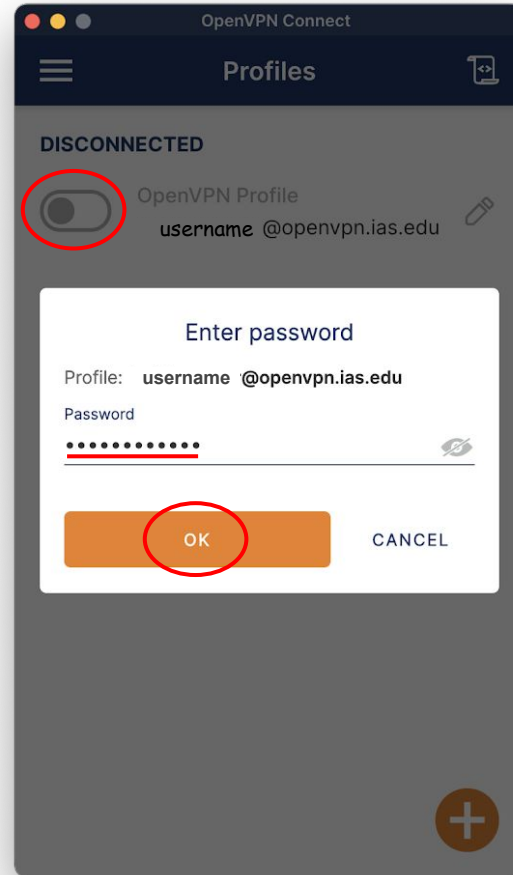 OpenVPN Connect
Profiles
DISCONNECTED
OpenVPN Profile
username @openvpn.ias.edu
Enter password
Profile: username @openvpn.ias.edu
Password
••••••••••••
OK CANCEL